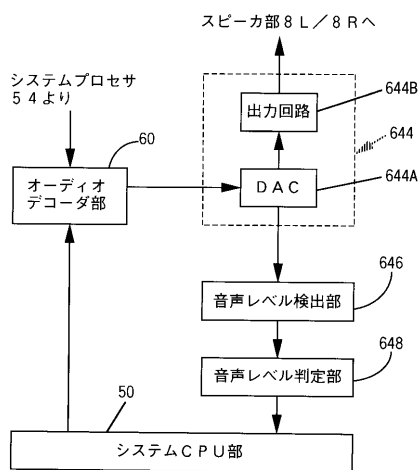 スピーカ部８Ｌ／８Ｒへ
644B
出力回路
システムプロセサ
５４より
644
60
オーディオ
デコーダ部
ＤＡＣ
644A
646
音声レベル検出部
648
音声レベル判定部
50
システムＣＰＵ部